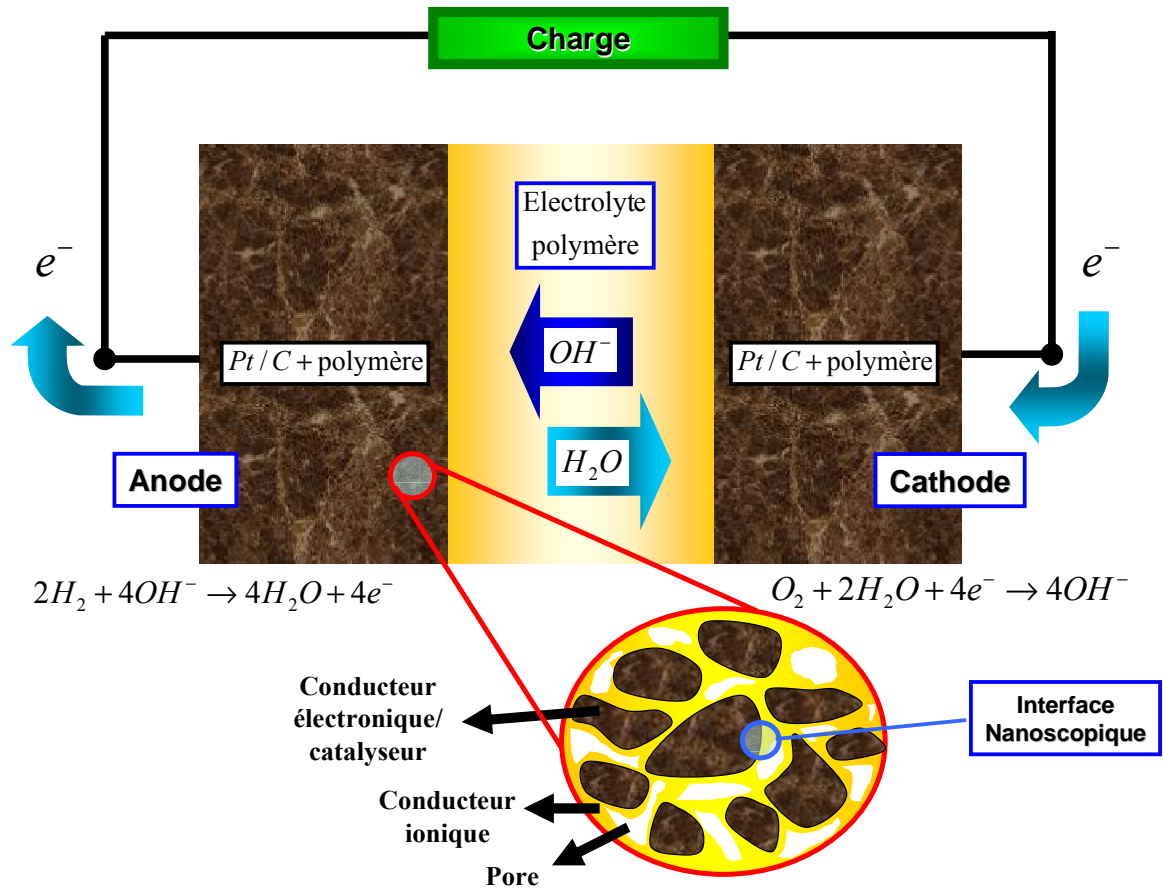 Charge
Electrolyte
polymère
e⁻
e⁻
OH⁻
Pt / C + polymère
Pt / C + polymère
H₂O
Anode
Cathode
2H₂ + 4OH⁻ → 4H₂O + 4e⁻
O₂ + 2H₂O + 4e⁻ → 4OH⁻
Conducteur
électronique/
catalyseur
Interface
Nanoscopique
Conducteur
ionique
Pore